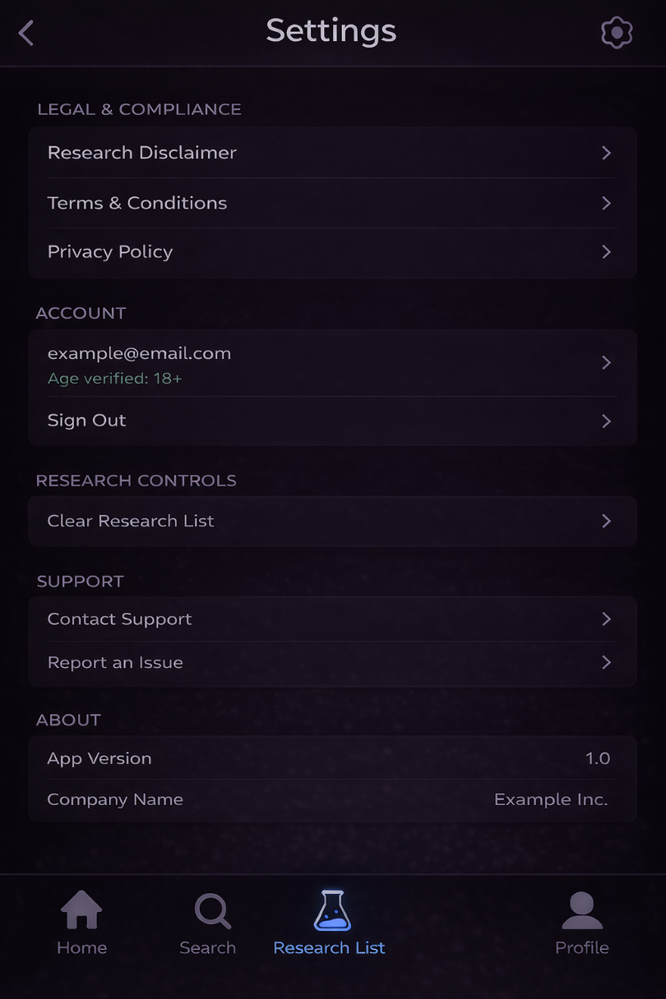 Settings
LEGAL & COMPLIANCE
Research Disclaimer
Terms & Conditions
Privacy Policy
ACCOUNT
example@email.com
Age verified: 18+
Sign Out
RESEARCH CONTROLS
Clear Research List
SUPPORT
Contact Support
Report an Issue
ABOUT
App Version 1.0
Company Name Example Inc.
Home Search Research List Profile